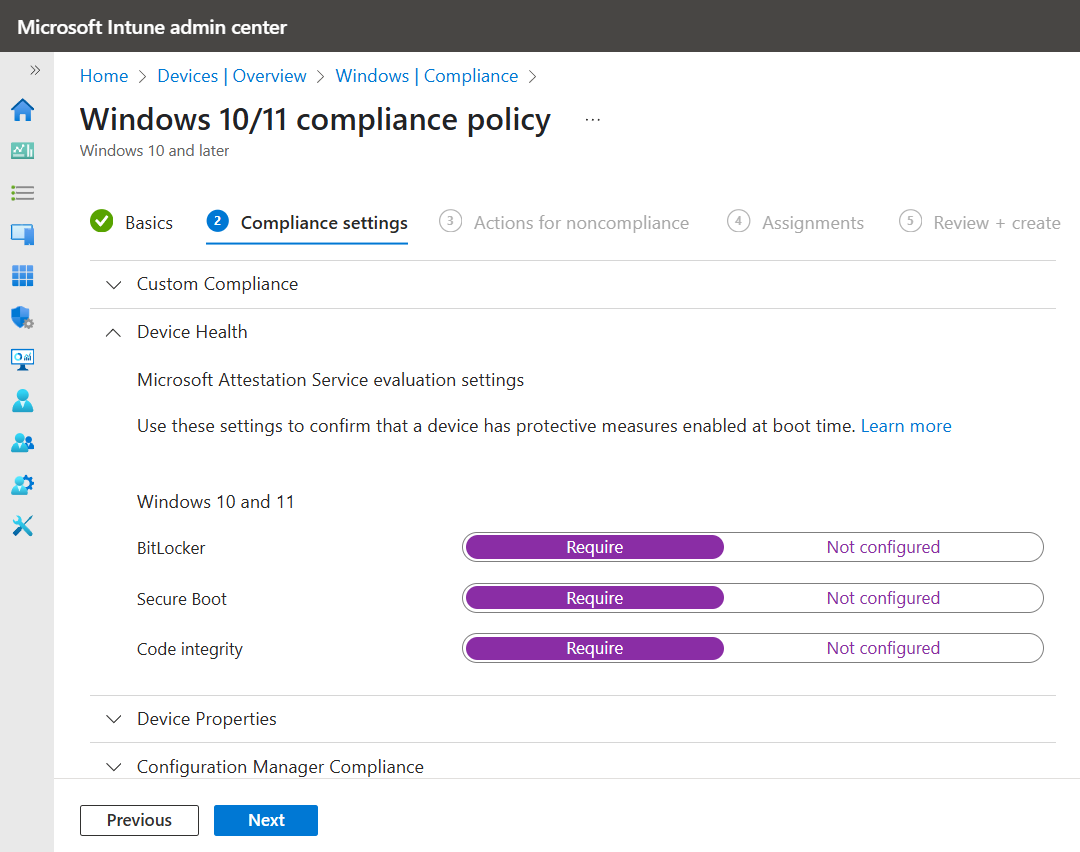 Microsoft Intune admin center
Home > Devices | Overview > Windows | Compliance >
Windows 10/11 compliance policy ...
Windows 10 and later
Basics 2 Compliance settings 3 Actions for noncompliance 4 Assignments 5 Review + create
Custom Compliance
Device Health
Microsoft Attestation Service evaluation settings
Use these settings to confirm that a device has protective measures enabled at boot time. Learn more
Windows 10 and 11
BitLocker Require Not configured
Secure Boot Require Not configured
Code integrity Require Not configured
Device Properties
Configuration Manager Compliance
Previous Next